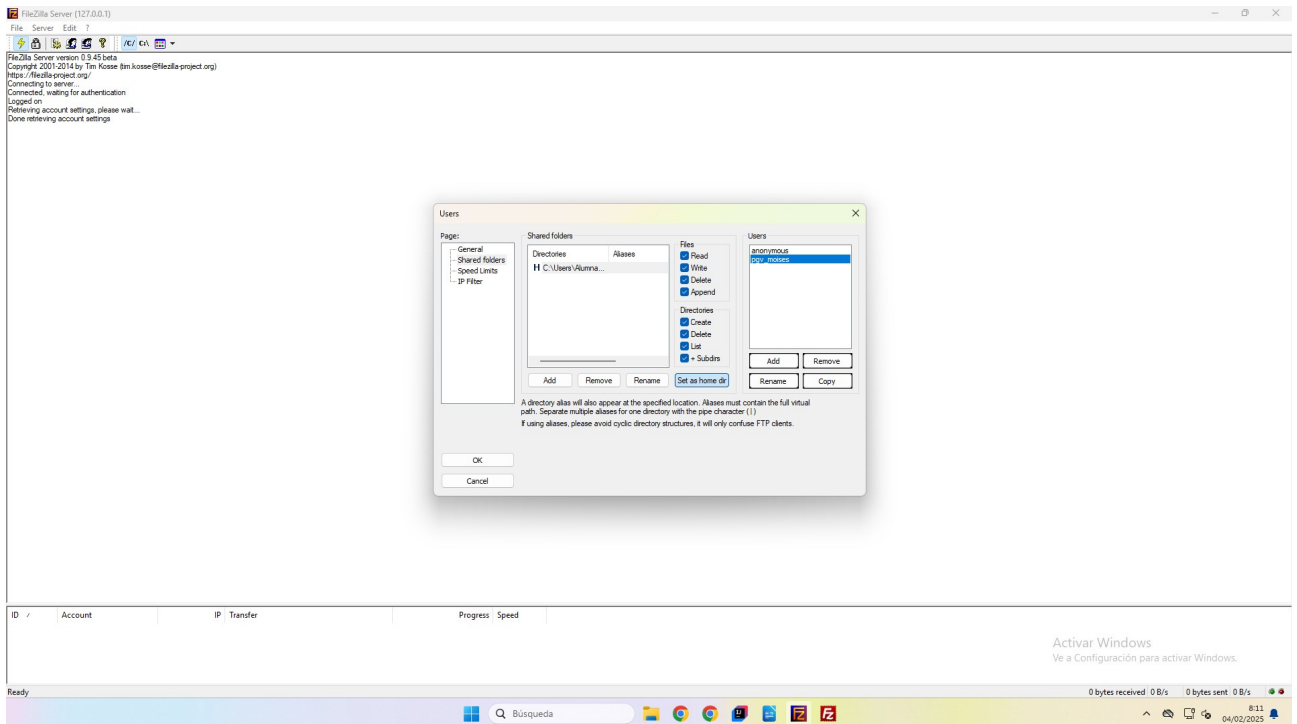 FileZilla Server (127.0.0.1)
File Server Edit ?
/C/ C:\
FileZilla Server version 0.9.45 beta
Copyright 2001-2014 by Tim Kosse (tim.kosse@filezilla-project.org)
https://filezilla-project.org/
Connecting to server...
Connected, waiting for authentication
Logged on
Retrieving account settings, please wait...
Done retrieving account settings
Users
Page:
General
Shared folders
Speed Limits
IP Filter
Shared folders
Directories Aliases
H C:\Users\Alumna...
Files
Read
Write
Delete
Append
Directories
Create
Delete
List
+ Subdirs
Add Remove Rename Set as home dir
Users
anonymous
pgv_moises
Add Remove
Rename Copy
A directory alias will also appear at the specified location. Aliases must contain the full virtual
path. Separate multiple aliases for one directory with the pipe character (|)
If using aliases, please avoid cyclic directory structures, it will only confuse FTP clients.
OK
Cancel
ID / Account IP Transfer Progress Speed
Activar Windows
Ve a Configuración para activar Windows.
Ready 0 bytes received 0 B/s 0 bytes sent 0 B/s
Búsqueda
8:11
04/02/2025